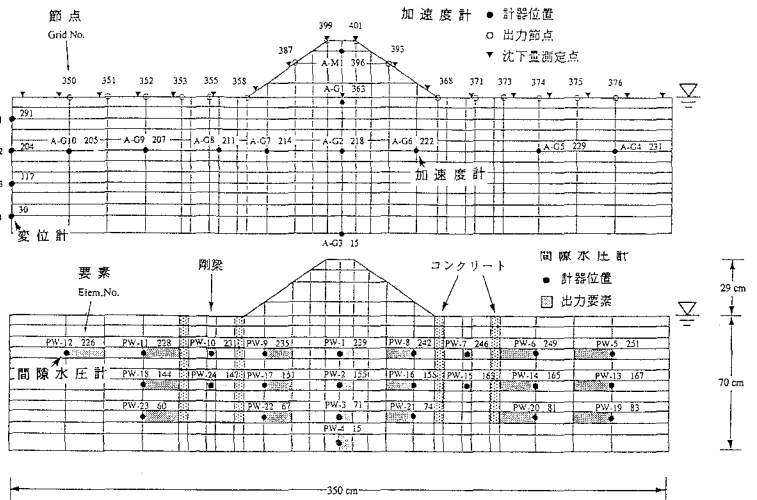 加速度計
● 計器位置
○ 出力節点
▼ 沈下量測定点
節点
Grid.No.
399 401
387 A-M1 396 393
350 351 352 353 355 358 A-G1 363 368 371 373 374 375 376
291
204 A-G10 205 A-G9 207 A-G8 211 A-G7 214 A-G2 218 A-G6 222 A-G5 229 A-G4 231
加速度計
117
30
変位計
A-G3 15
間隙水圧計
● 計器位置
出力要素
要素
Elem.No.
剛梁
コンクリート
29 cm
PW-12 226 PW-11 228 PW-10 231 PW-9 235 PW-1 239 PW-8 242 PW-7 246 PW-6 249 PW-5 251
間隙水圧計
PW-18 144 PW-24 147 PW-17 151 PW-2 155 PW-16 158 PW-15 162 PW-14 165 PW-13 167
70 cm
PW-23 60 PW-22 67 PW-3 71 PW-21 74 PW-20 81 PW-19 83
PW-4 15
350 cm